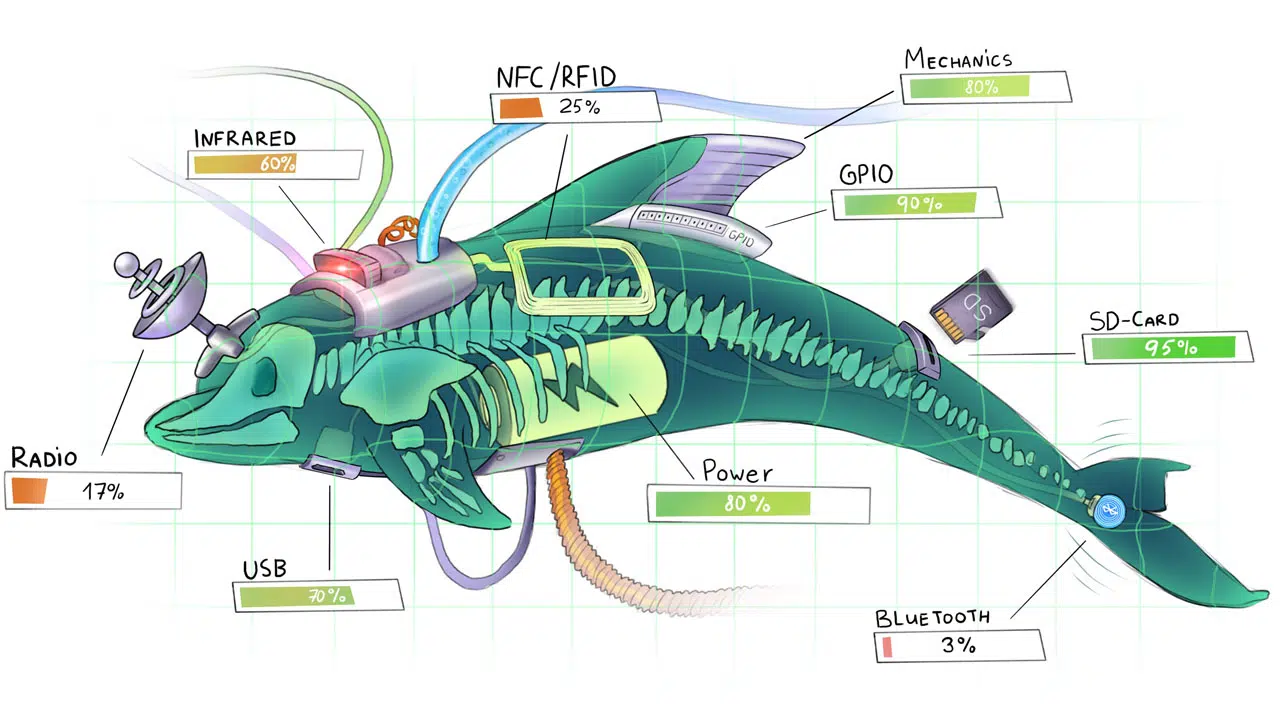 Mechanics
80%
NFC/RFID
25%
Infrared
60%
GPIO
90%
GPIO
SD
SD-Card
95%
Radio
17%
Power
80%
USB
70%
Bluetooth
3%